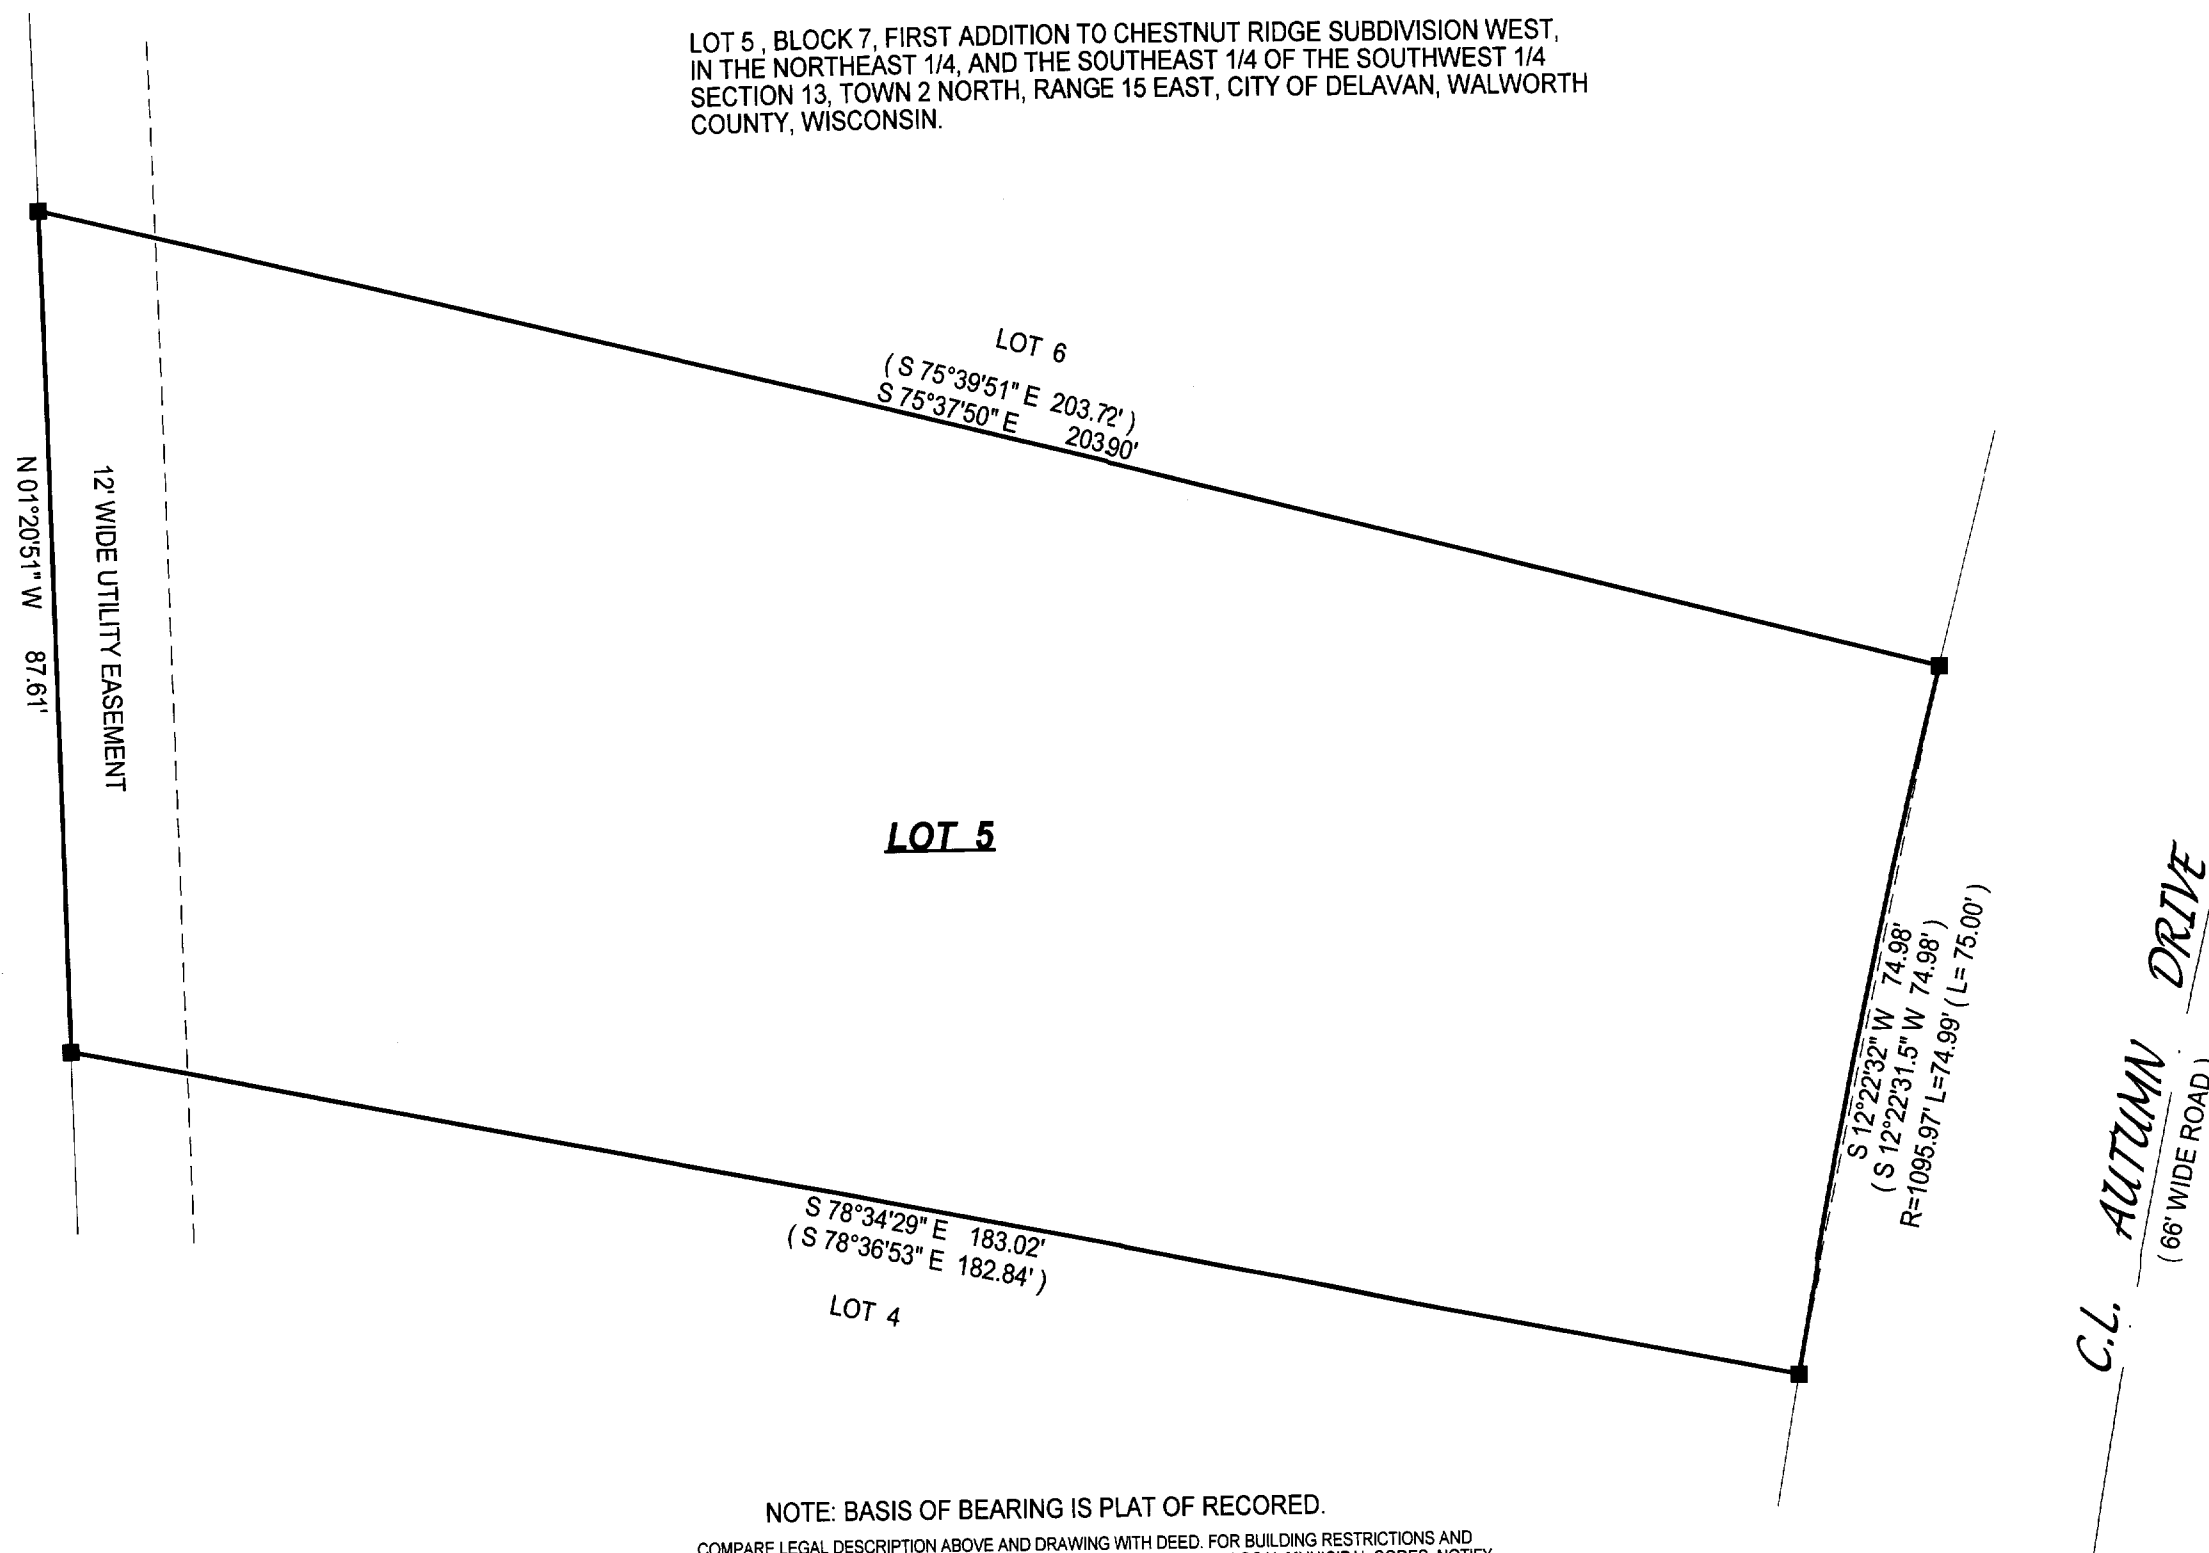 LOT 5 , BLOCK 7, FIRST ADDITION TO CHESTNUT RIDGE SUBDIVISION WEST,
IN THE NORTHEAST 1/4, AND THE SOUTHEAST 1/4 OF THE SOUTHWEST 1/4
SECTION 13, TOWN 2 NORTH, RANGE 15 EAST, CITY OF DELAVAN, WALWORTH
COUNTY, WISCONSIN.
LOT 6
( S 75°39'51" E 203.72' )
S 75°37'50" E 203.90'
N 01°20'51" W 87.61'
12' WIDE UTILITY EASEMENT
LOT 5
S 12°22'32" W 74.98'
( S 12°22'31.5" W 74.98' )
R=1095.97' L=74.99' ( L= 75.00' )
C.L. AUTUMN DRIVE
( 66' WIDE ROAD )
S 78°34'29" E 183.02'
( S 78°36'53" E 182.84' )
LOT 4
NOTE: BASIS OF BEARING IS PLAT OF RECORED.
COMPARE LEGAL DESCRIPTION ABOVE AND DRAWING WITH DEED. FOR BUILDING RESTRICTIONS AND